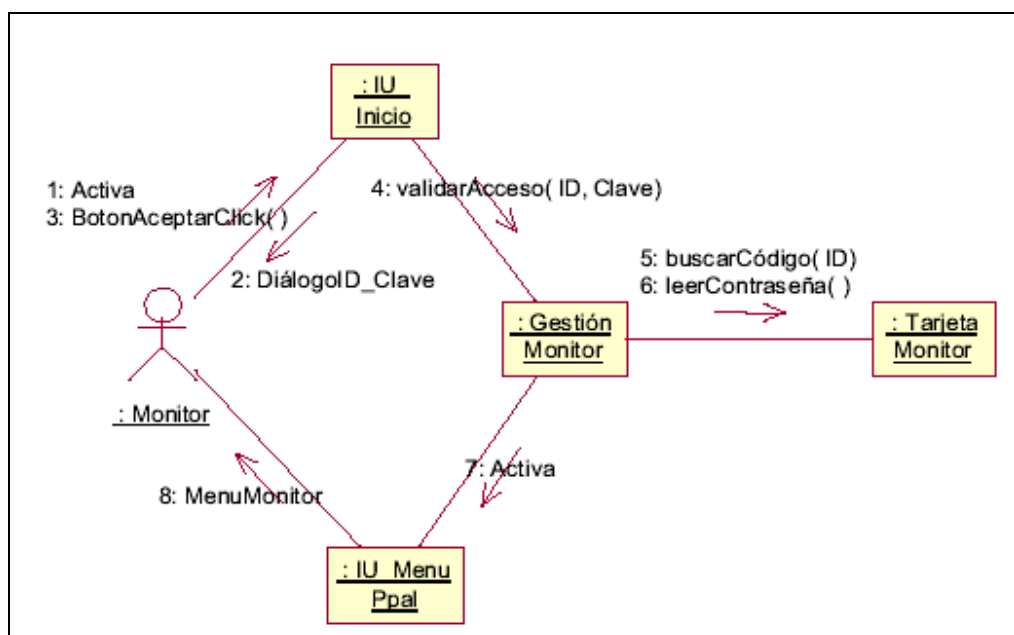 : IU
Inicio
1: Activa
3: BotonAceptarClick( )
4: validarAcceso( ID, Clave)
2: DiálogoID_Clave
5: buscarCódigo( ID)
6: leerContraseña( )
: Gestión
Monitor
: Tarjeta
Monitor
: Monitor
7: Activa
8: MenuMonitor
: IU_Menu
Ppal